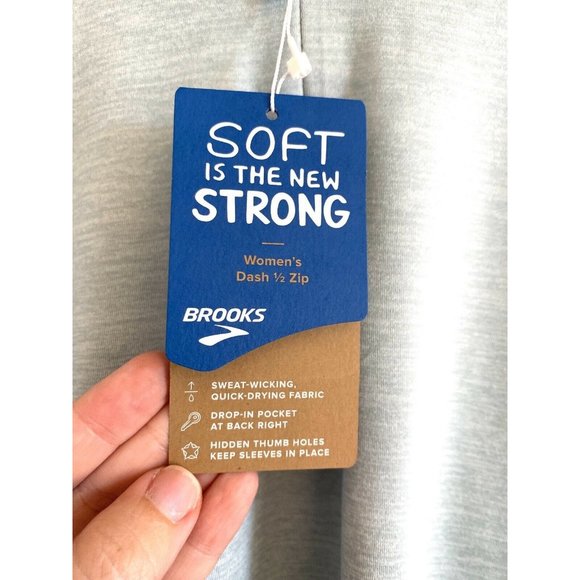 SOFT
IS THE NEW
STRONG
Women's
Dash ½ Zip
BROOKS
SWEAT-WICKING,
QUICK-DRYING FABRIC
DROP-IN POCKET
AT BACK RIGHT
HIDDEN THUMB HOLES
KEEP SLEEVES IN PLACE